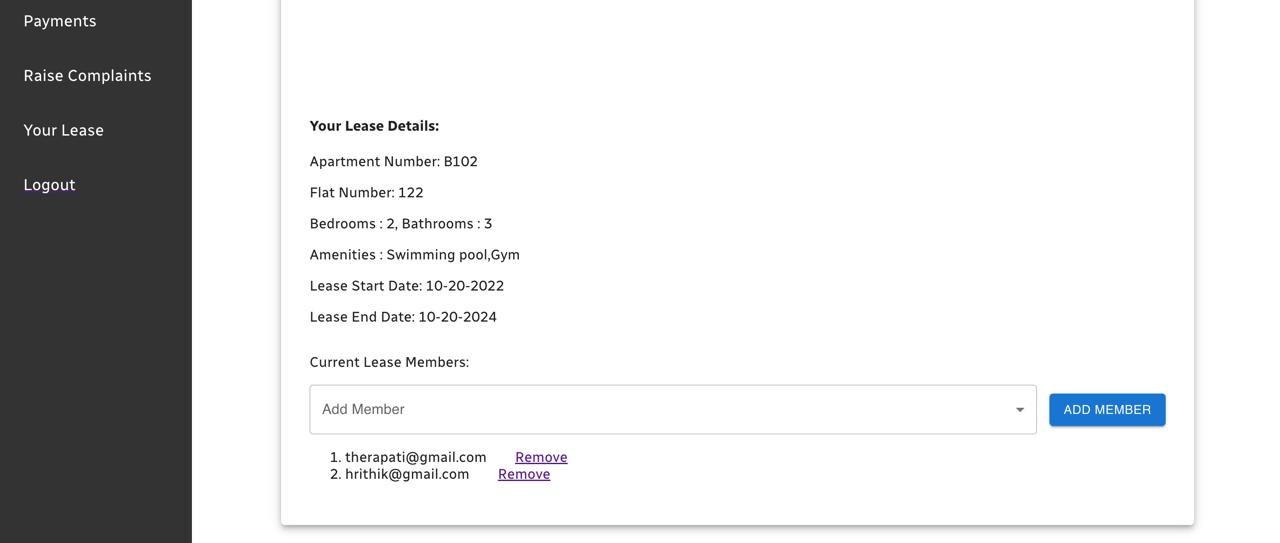 Payments
Raise Complaints
Your Lease
Logout
Your Lease Details:
Apartment Number: B102
Flat Number: 122
Bedrooms : 2, Bathrooms : 3
Amenities : Swimming pool,Gym
Lease Start Date: 10-20-2022
Lease End Date: 10-20-2024
Current Lease Members:
Add Member
ADD MEMBER
1. therapati@gmail.com Remove
2. hrithik@gmail.com Remove